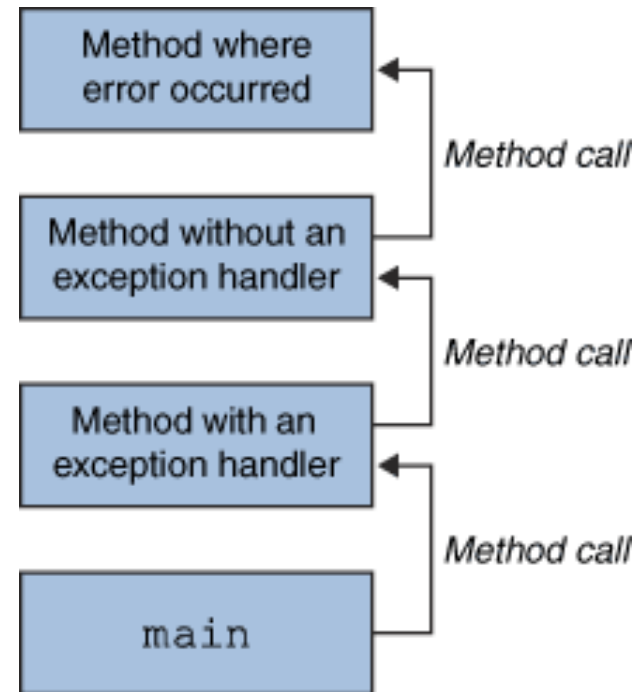 Method where
error occurred
Method call
Method without an
exception handler
Method call
Method with an
exception handler
Method call
main